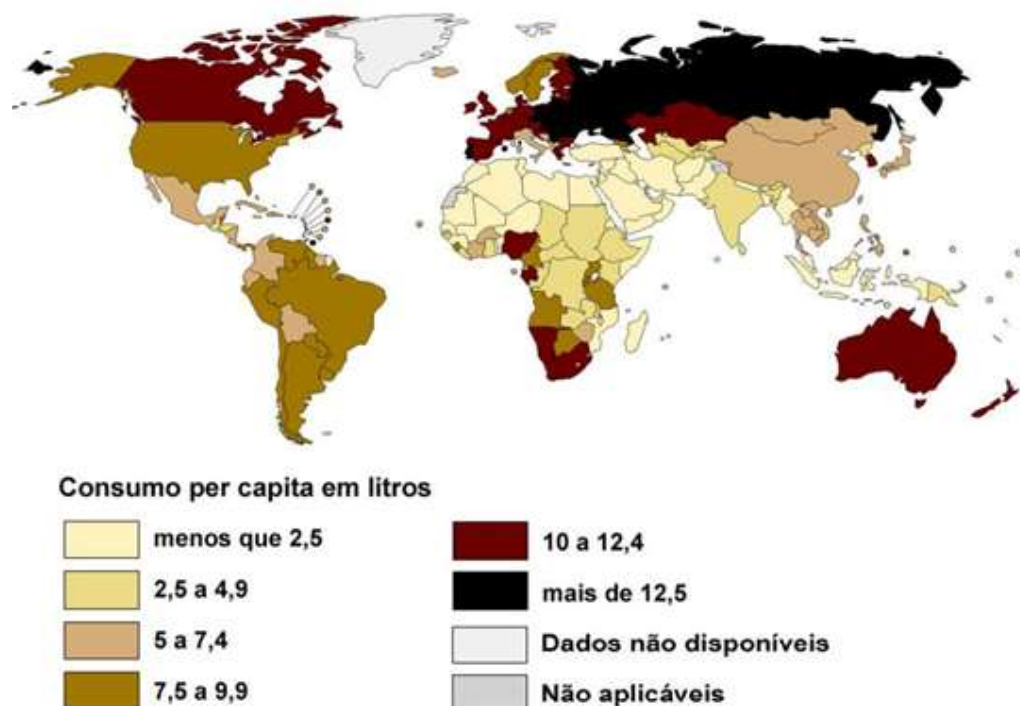 Consumo per capita em litros
menos que 2,5
2,5 a 4,9
5 a 7,4
7,5 a 9,9
10 a 12,4
mais de 12,5
Dados não disponíveis
Não aplicáveis